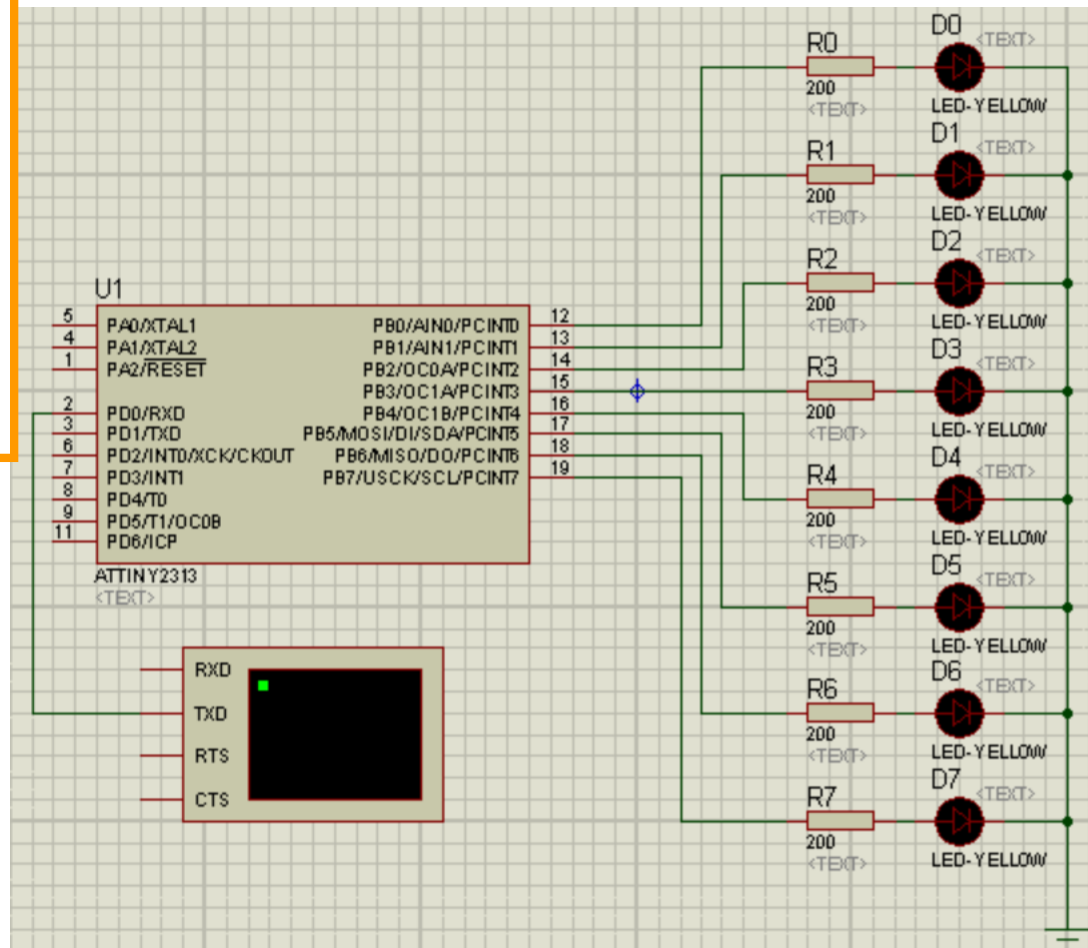 U1
5 PA0/XTAL1
4 PA1/XTAL2
1 PA2/RESET
2 PD0/RXD
3 PD1/TXD
6 PD2/INT0/XCK/CKOUT
7 PD3/INT1
8 PD4/T0
9 PD5/T1/OC0B
11 PD6/ICP
PB0/AIN0/PCINT0 12
PB1/AIN1/PCINT1 13
PB2/OC0A/PCINT2 14
PB3/OC1A/PCINT3 15
PB4/OC1B/PCINT4 16
PB5/MOSI/DI/SDA/PCINT5 17
PB6/MISO/DO/PCINT6 18
PB7/USCK/SCL/PCINT7 19
ATTINY2313
<TEXT>
RXD
TXD
RTS
CTS
R0
200
<TEXT>
D0
<TEXT>
LED-YELLOW
R1
200
<TEXT>
D1
<TEXT>
LED-YELLOW
R2
200
<TEXT>
D2
<TEXT>
LED-YELLOW
R3
200
<TEXT>
D3
<TEXT>
LED-YELLOW
R4
200
<TEXT>
D4
<TEXT>
LED-YELLOW
R5
200
<TEXT>
D5
<TEXT>
LED-YELLOW
R6
200
<TEXT>
D6
<TEXT>
LED-YELLOW
R7
200
<TEXT>
D7
<TEXT>
LED-YELLOW